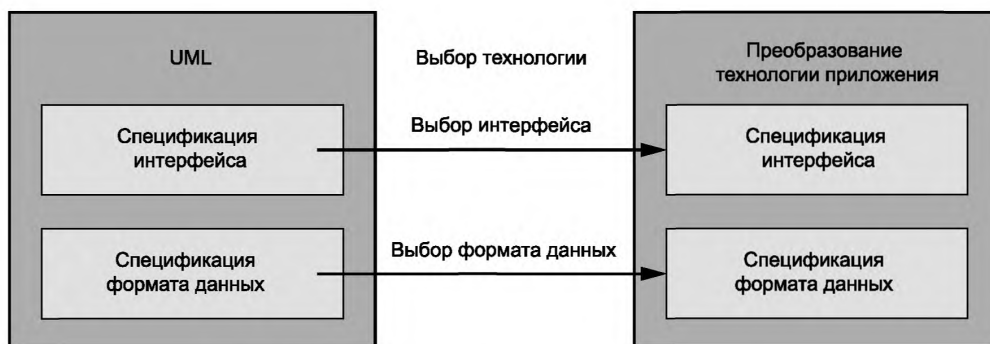 UML
Спецификация
интерфейса
Спецификация
формата данных
Выбор технологии
Выбор интерфейса
Выбор формата данных
Преобразование
технологии приложения
Спецификация
интерфейса
Спецификация
формата данных